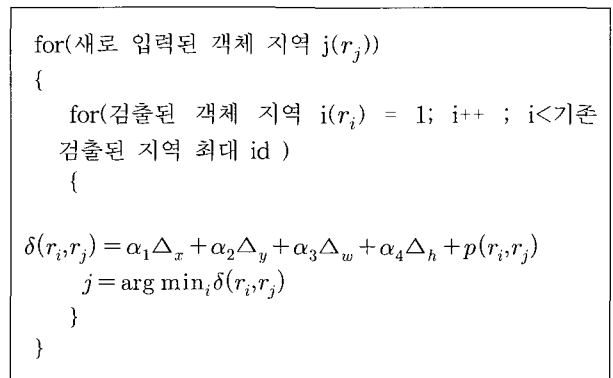 for(새로 입력된 객체 지역 j(r_j))
{
for(검출된 객체 지역 i(r_i) = 1; i++ ; i<기존
검출된 지역 최대 id )
{
δ(r_i,r_j) = α_1Δ_x + α_2Δ_y + α_3Δ_w + α_4Δ_h + p(r_i,r_j)
j = arg min_i δ(r_i,r_j)
}
}